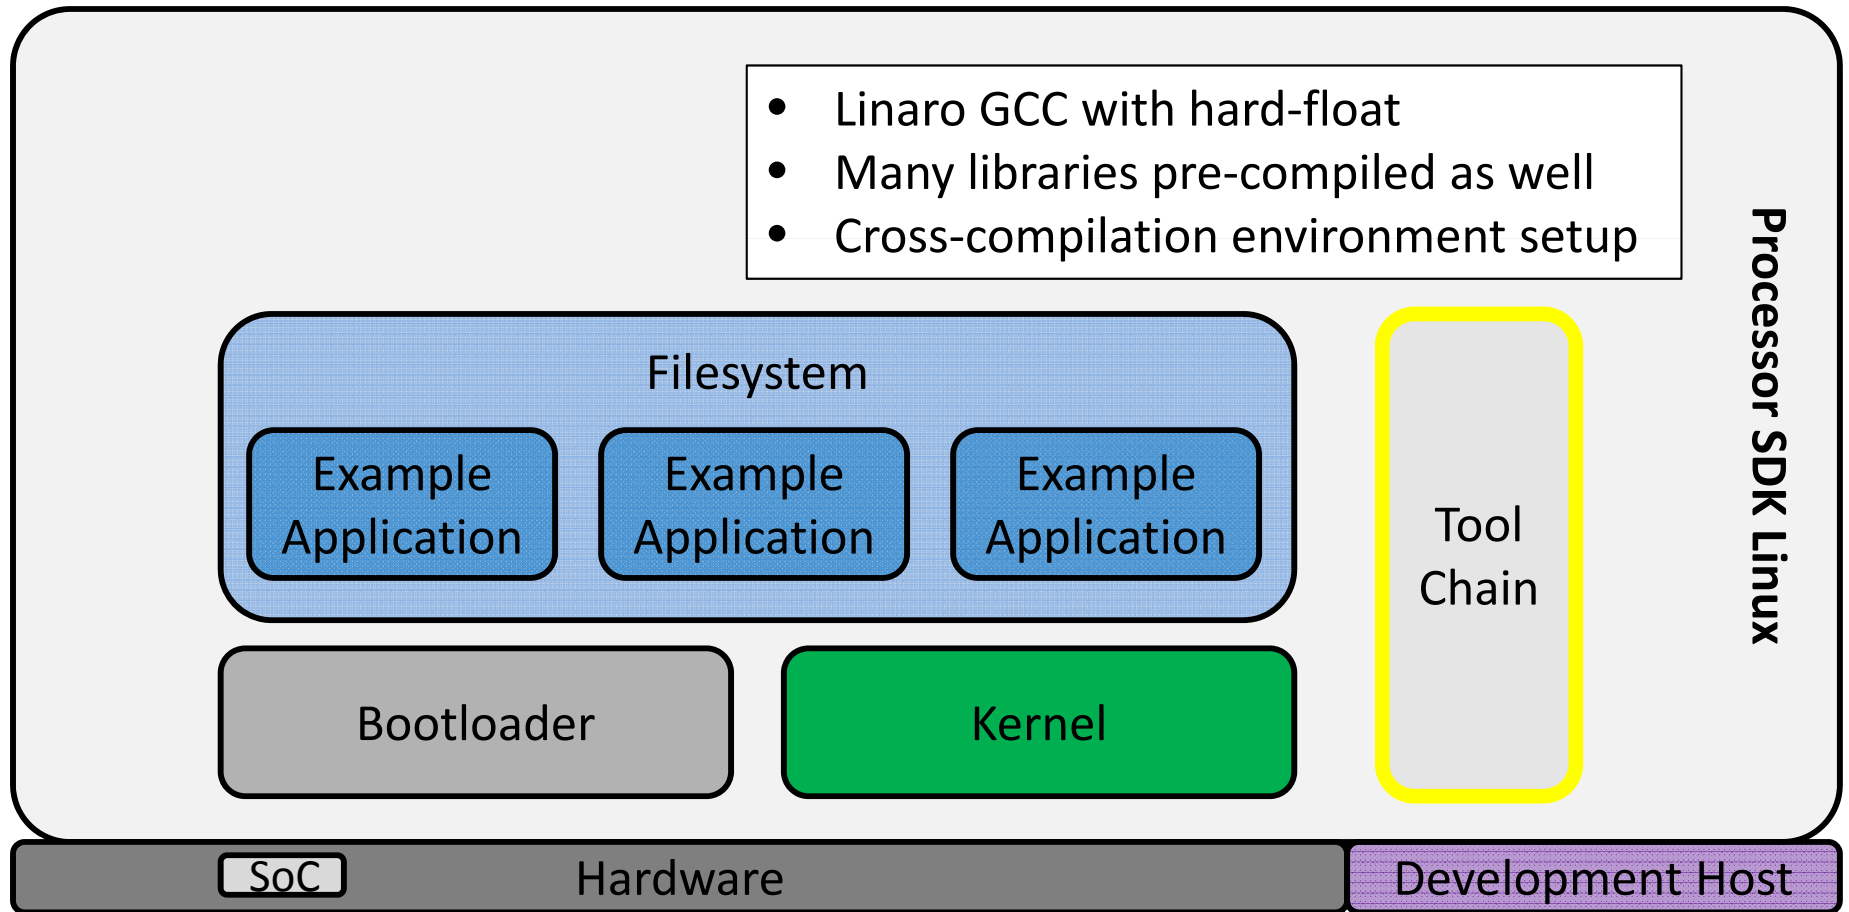 • Linaro GCC with hard-float
• Many libraries pre-compiled as well
• Cross-compilation environment setup
Processor SDK Linux
Filesystem
Example Application
Example Application
Example Application
Tool
Chain
Bootloader
Kernel
SoC
Hardware
Development Host